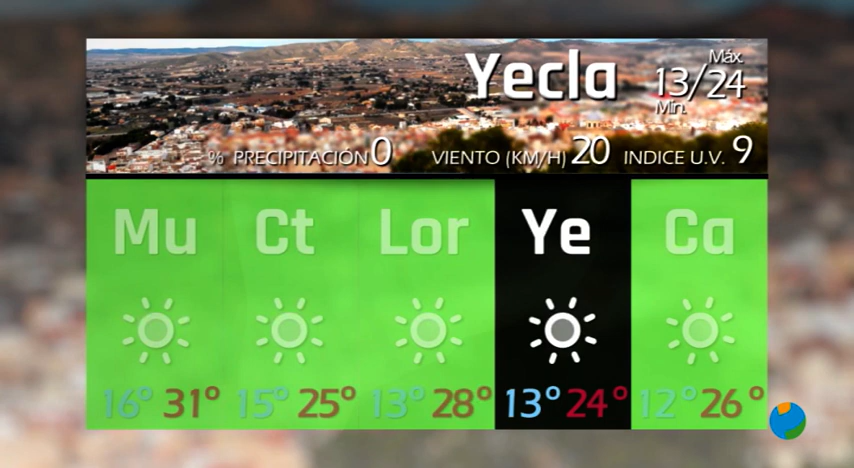 Yecla
Máx.
13/24
Mín.
% PRECIPITACIÓN 0 VIENTO (KM/H) 20 INDICE U.V. 9
Mu Ct Lor Ye Ca
16° 31° 15° 25° 13° 28° 13° 24° 12° 26°